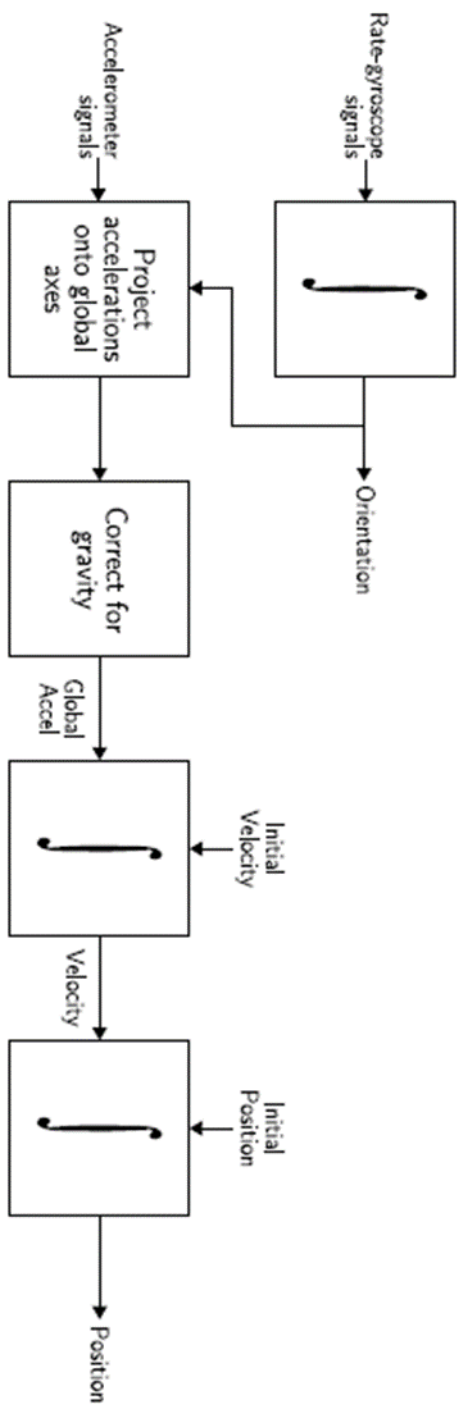 Rate-gyroscope
signals
∫
Orientation
Accelerometer
signals
Project
accelerations
onto global
axes
Correct for
gravity
Global
Accel
Initial
Velocity
∫
Velocity
Initial
Position
∫
Position